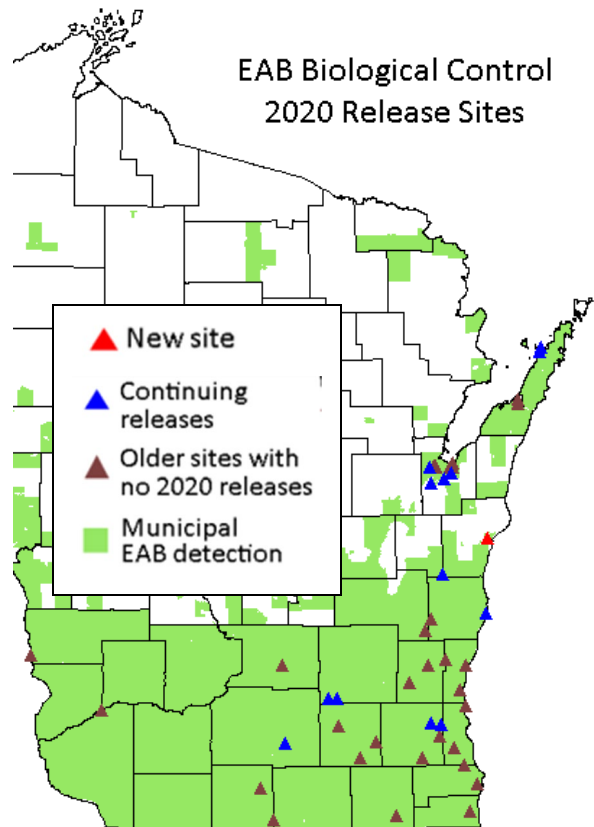 EAB Biological Control
2020 Release Sites
New site
Continuing
releases
Older sites with
no 2020 releases
Municipal
EAB detection